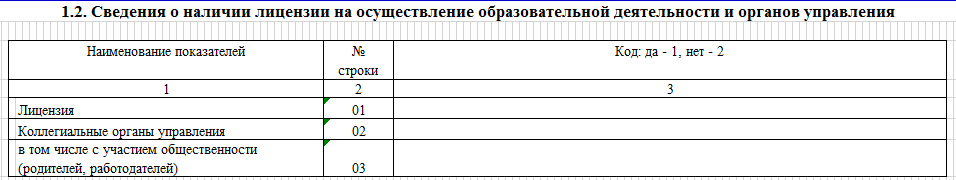 1.2. Сведения о наличии лицензии на осуществление образовательной деятельности и органов управления
Наименование показателей
№
строки
Код: да - 1, нет - 2
1
2
3
Лицензия
01
Коллегиальные органы управления
02
в том числе с участием общественности
(родителей, работодателей)
03